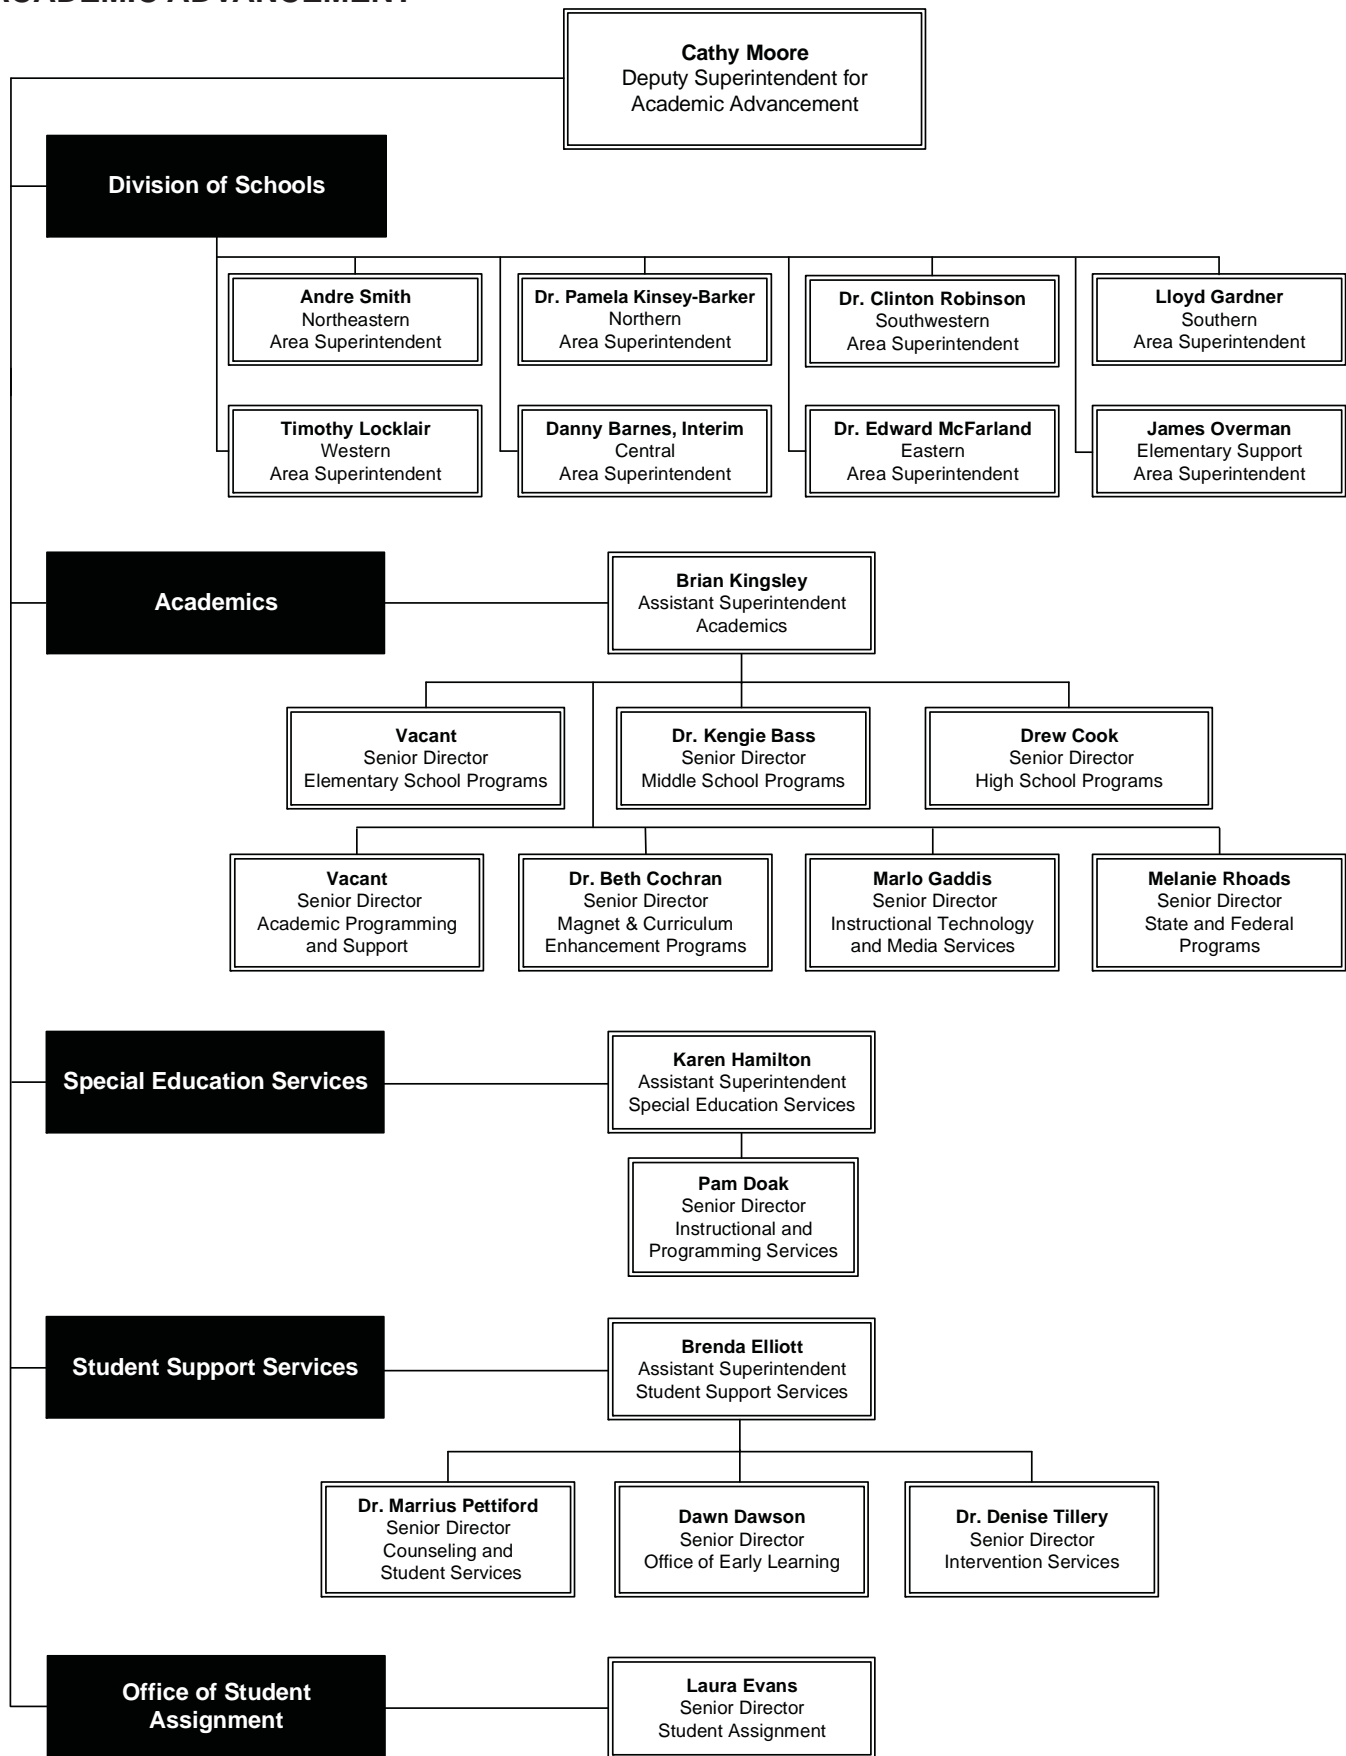 ACADEMIC ADVANCEMENT
Cathy Moore
Deputy Superintendent for
Academic Advancement
Division of Schools
Andre Smith
Northeastern
Area Superintendent
Dr. Pamela Kinsey-Barker
Northern
Area Superintendent
Dr. Clinton Robinson
Southwestern
Area Superintendent
Lloyd Gardner
Southern
Area Superintendent
Timothy Locklair
Western
Area Superintendent
Danny Barnes, Interim
Central
Area Superintendent
Dr. Edward McFarland
Eastern
Area Superintendent
James Overman
Elementary Support
Area Superintendent
Academics
Brian Kingsley
Assistant Superintendent
Academics
Vacant
Senior Director
Elementary School Programs
Dr. Kengie Bass
Senior Director
Middle School Programs
Drew Cook
Senior Director
High School Programs
Vacant
Senior Director
Academic Programming
and Support
Dr. Beth Cochran
Senior Director
Magnet & Curriculum
Enhancement Programs
Marlo Gaddis
Senior Director
Instructional Technology
and Media Services
Melanie Rhoads
Senior Director
State and Federal
Programs
Special Education Services
Karen Hamilton
Assistant Superintendent
Special Education Services
Pam Doak
Senior Director
Instructional and
Programming Services
Student Support Services
Brenda Elliott
Assistant Superintendent
Student Support Services
Dr. Marrius Pettiford
Senior Director
Counseling and
Student Services
Dawn Dawson
Senior Director
Office of Early Learning
Dr. Denise Tillery
Senior Director
Intervention Services
Office of Student
Assignment
Laura Evans
Senior Director
Student Assignment